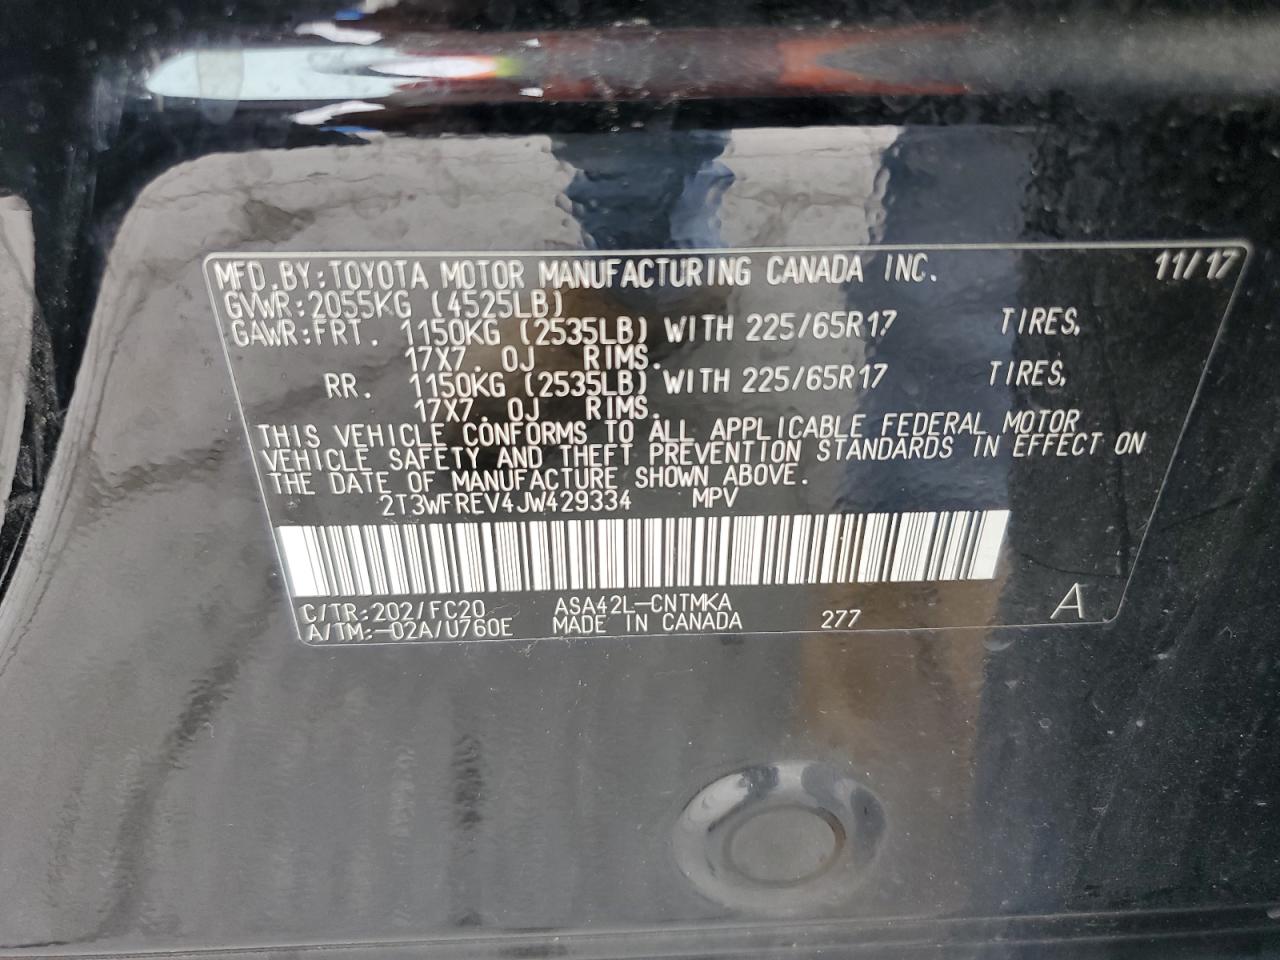 MFD.BY:TOYOTA MOTOR MANUFACTURING CANADA INC. 11/17
GVWR:2055KG (4525LB)
GAWR:FRT. 1150KG (2535LB) WITH 225/65R17 TIRES,
17X7.0J RIMS.
RR. 1150KG (2535LB) WITH 225/65R17 TIRES,
17X7.0J RIMS.
THIS VEHICLE CONFORMS TO ALL APPLICABLE FEDERAL MOTOR
VEHICLE SAFETY AND THEFT PREVENTION STANDARDS IN EFFECT ON
THE DATE OF MANUFACTURE SHOWN ABOVE.
2T3WFREV4JW429334 MPV
C/TR:202/FC20 ASA42L-CNTMKA A
A/TM:-02A/U760E MADE IN CANADA 277